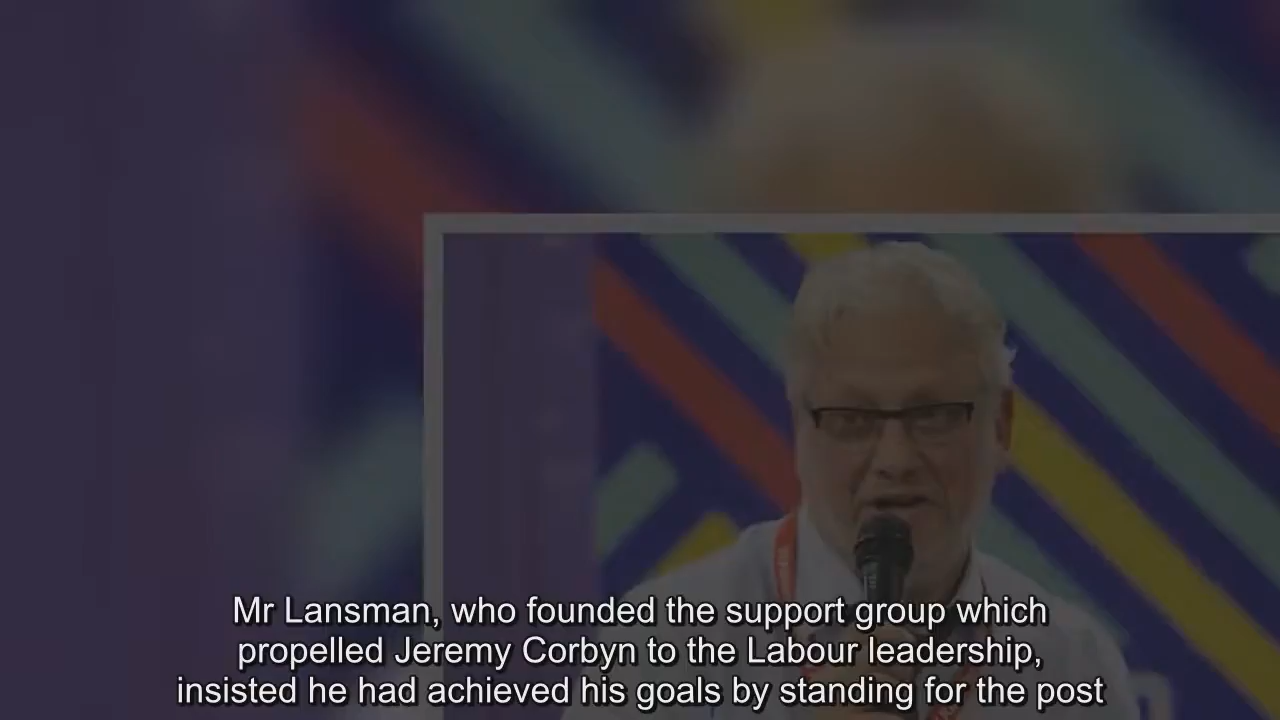 Mr Lansman, who founded the support group which
propelled Jeremy Corbyn to the Labour leadership,
insisted he had achieved his goals by standing for the post